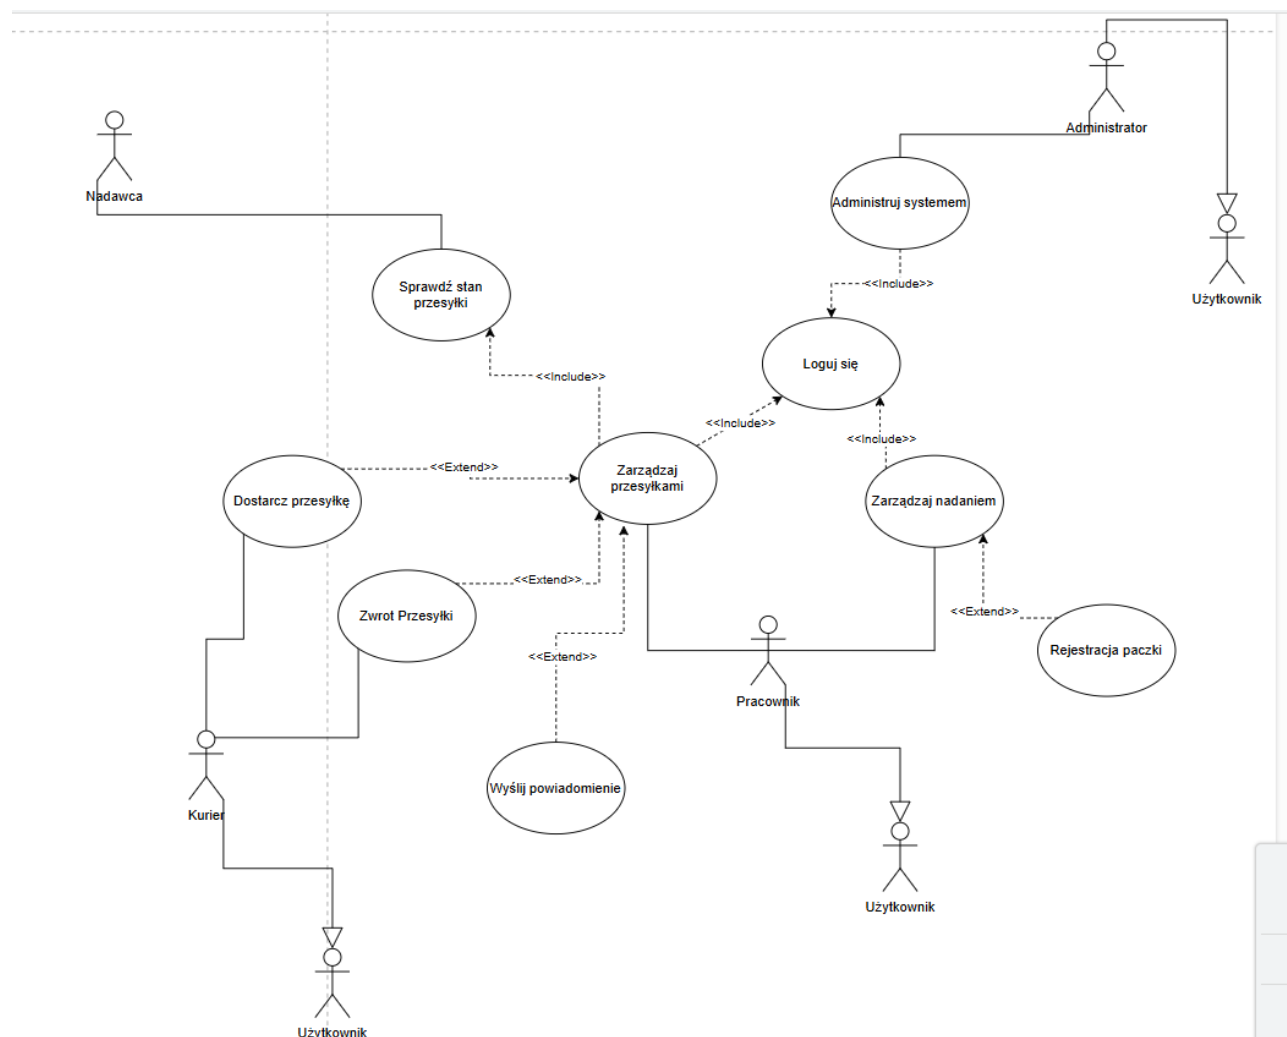 Administrator
Nadawca
Administruj systemem
Sprawdź stan
przesyłki
<<Include>>
Użytkownik
Loguj się
<<Include>>
<<Include>>
<<Include>>
Zarządzaj
przesyłkami
<<Extend>>
Dostarcz przesyłkę
Zarządzaj nadaniem
<<Extend>>
Zwrot Przesyłki
<<Extend>>
Rejestracja paczki
<<Extend>>
Pracownik
Wyślij powiadomienie
Kurier
Użytkownik
Użytkownik